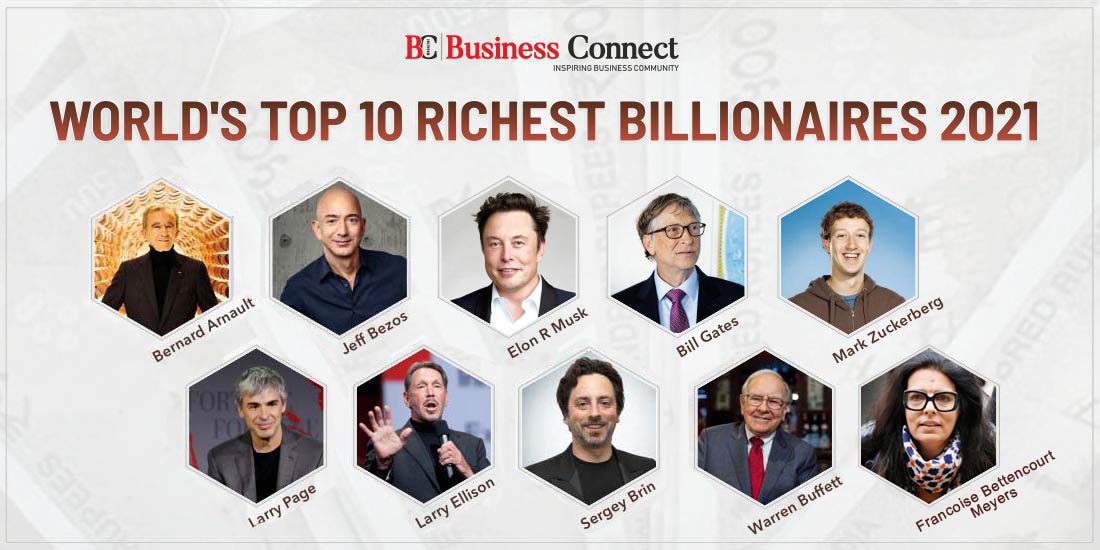 BC MAGAZINE Business Connect
INSPIRING BUSINESS COMMUNITY
WORLD'S TOP 10 RICHEST BILLIONAIRES 2021
Bernard Arnault
Jeff Bezos
Elon R Musk
Bill Gates
Mark Zuckerberg
Larry Page
Larry Ellison
Sergey Brin
Warren Buffett
Francoise Bettencourt
Meyers